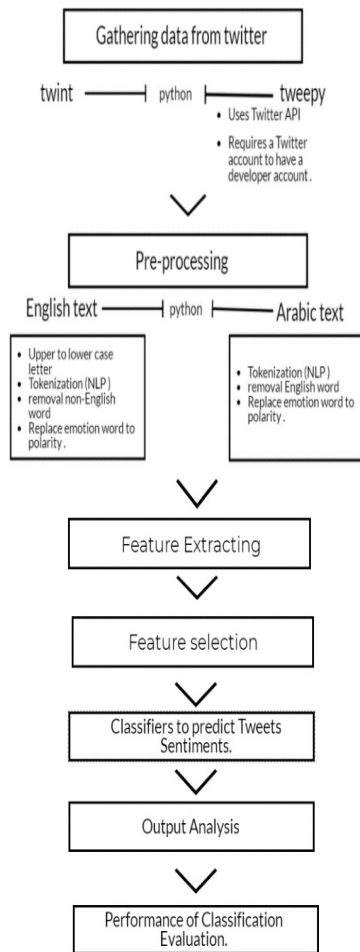 Gathering data from twitter
twint python tweepy
• Uses Twitter API
• Requires a Twitter
account to have a
developer account .
Pre-processing
English text python Arabic text
• Upper to lower case
letter
• Tokenization (NLP )
• removal non-English
word
• Replace emotion word to
polarity .
• Tokenization (NLP )
• removal English word
• Replace emotion word to
polarity .
Feature Extracting
Feature selection
Classifiers to predict Tweets
Sentiments.
Output Analysis
Performance of Classification
Evaluation.